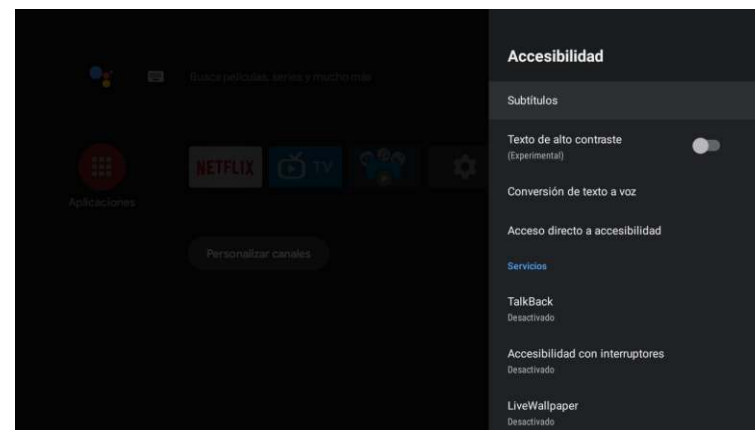 Accesibilidad
Busca películas, series y mucho más
Subtítulos
Texto de alto contraste
(Experimental)
NETFLIX
TV
Conversión de texto a voz
Aplicaciones
Acceso directo a accesibilidad
Personalizar canales
Servicios
TalkBack
Desactivado
Accesibilidad con interruptores
Desactivado
LiveWallpaper
Desactivado